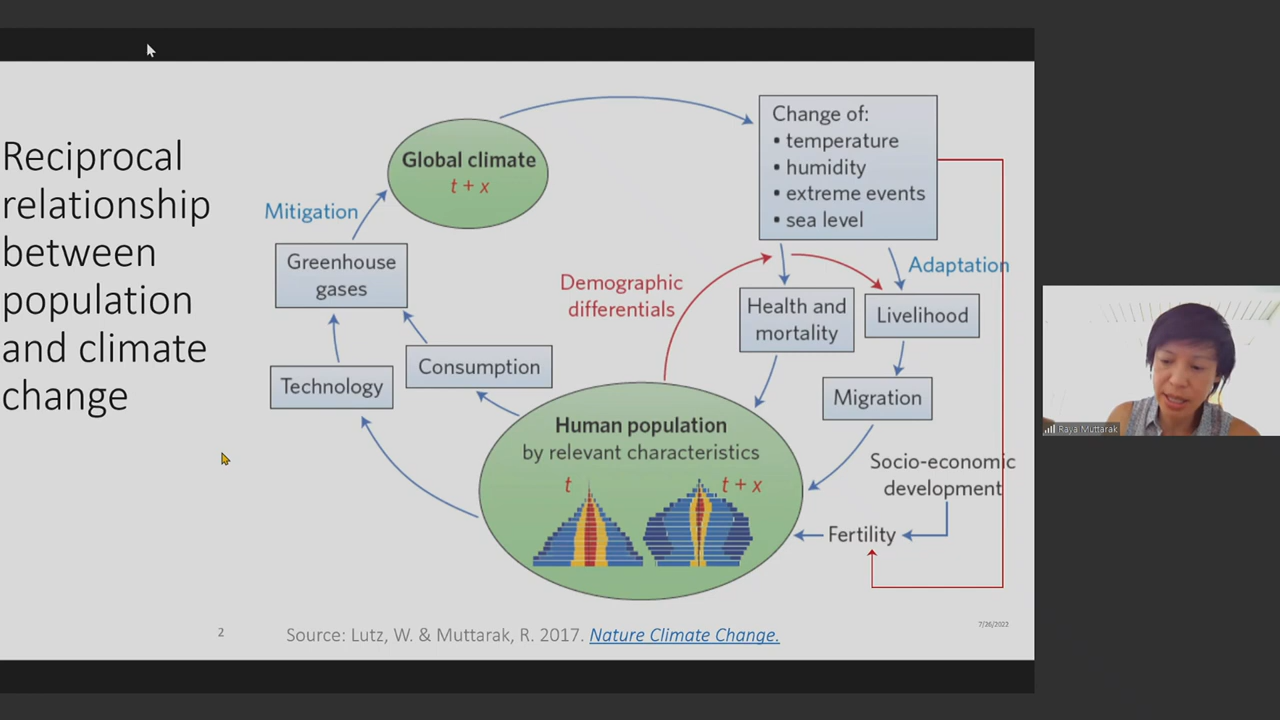 Reciprocal
relationship
between
population
and climate
change
Global climate
t + x
Mitigation
Greenhouse
gases
Technology
Consumption
Demographic
differentials
Change of:
• temperature
• humidity
• extreme events
• sea level
Adaptation
Health and
mortality
Livelihood
Migration
Human population
by relevant characteristics
t
t + x
Socio-economic
development
Fertility
2
Source: Lutz, W. & Muttarak, R. 2017. Nature Climate Change.
7/26/2022
Raya Muttarak